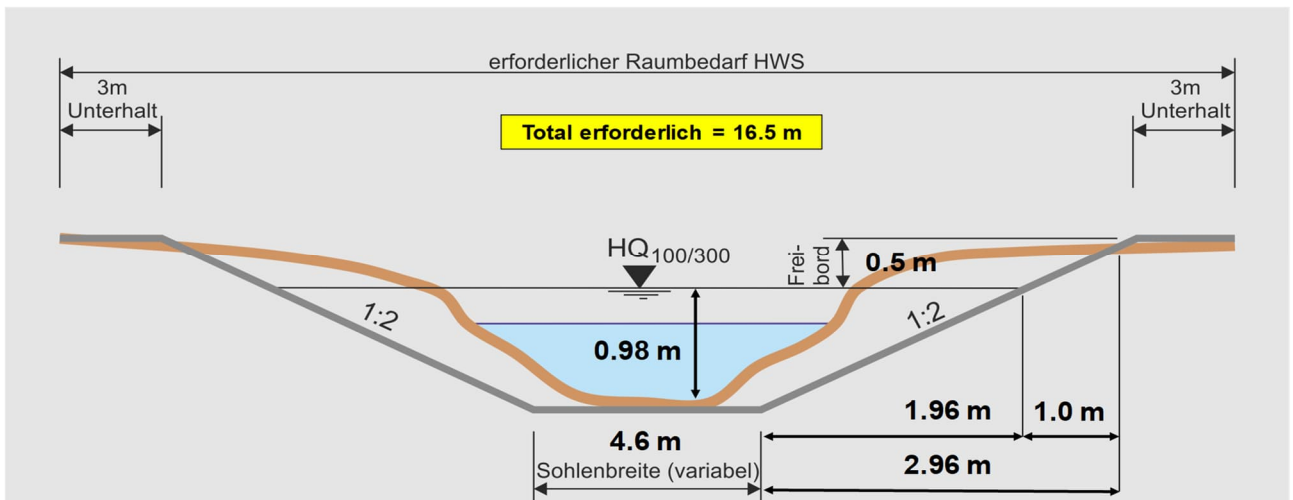 erforderlicher Raumbedarf HWS
3m
Unterhalt
3m
Unterhalt
Total erforderlich = 16.5 m
HQ100/300
Frei-
bord
0.5 m
1:2
1:2
0.98 m
1.96 m
1.0 m
4.6 m
Sohlenbreite (variabel)
2.96 m